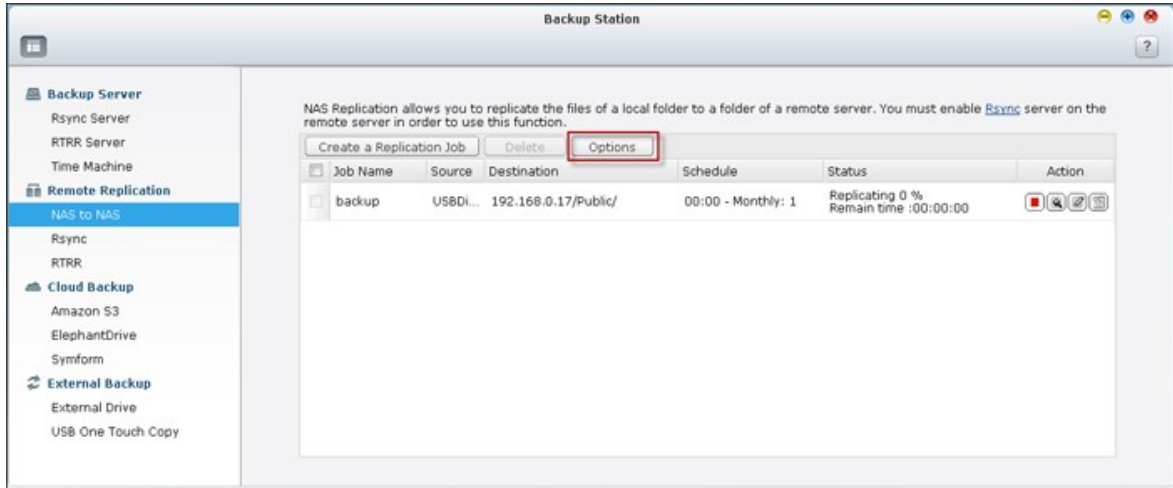 Backup Station
?
Backup Server
Rsync Server
RTRR Server
Time Machine
Remote Replication
NAS to NAS
Rsync
RTRR
Cloud Backup
Amazon S3
ElephantDrive
Symform
External Backup
External Drive
USB One Touch Copy
NAS Replication allows you to replicate the files of a local folder to a folder of a remote server. You must enable Rsync server on the
remote server in order to use this function.
Create a Replication Job Delete Options
Job Name Source Destination Schedule Status Action
backup USBDi... 192.168.0.17/Public/ 00:00 - Monthly: 1 Replicating 0 %
Remain time :00:00:00